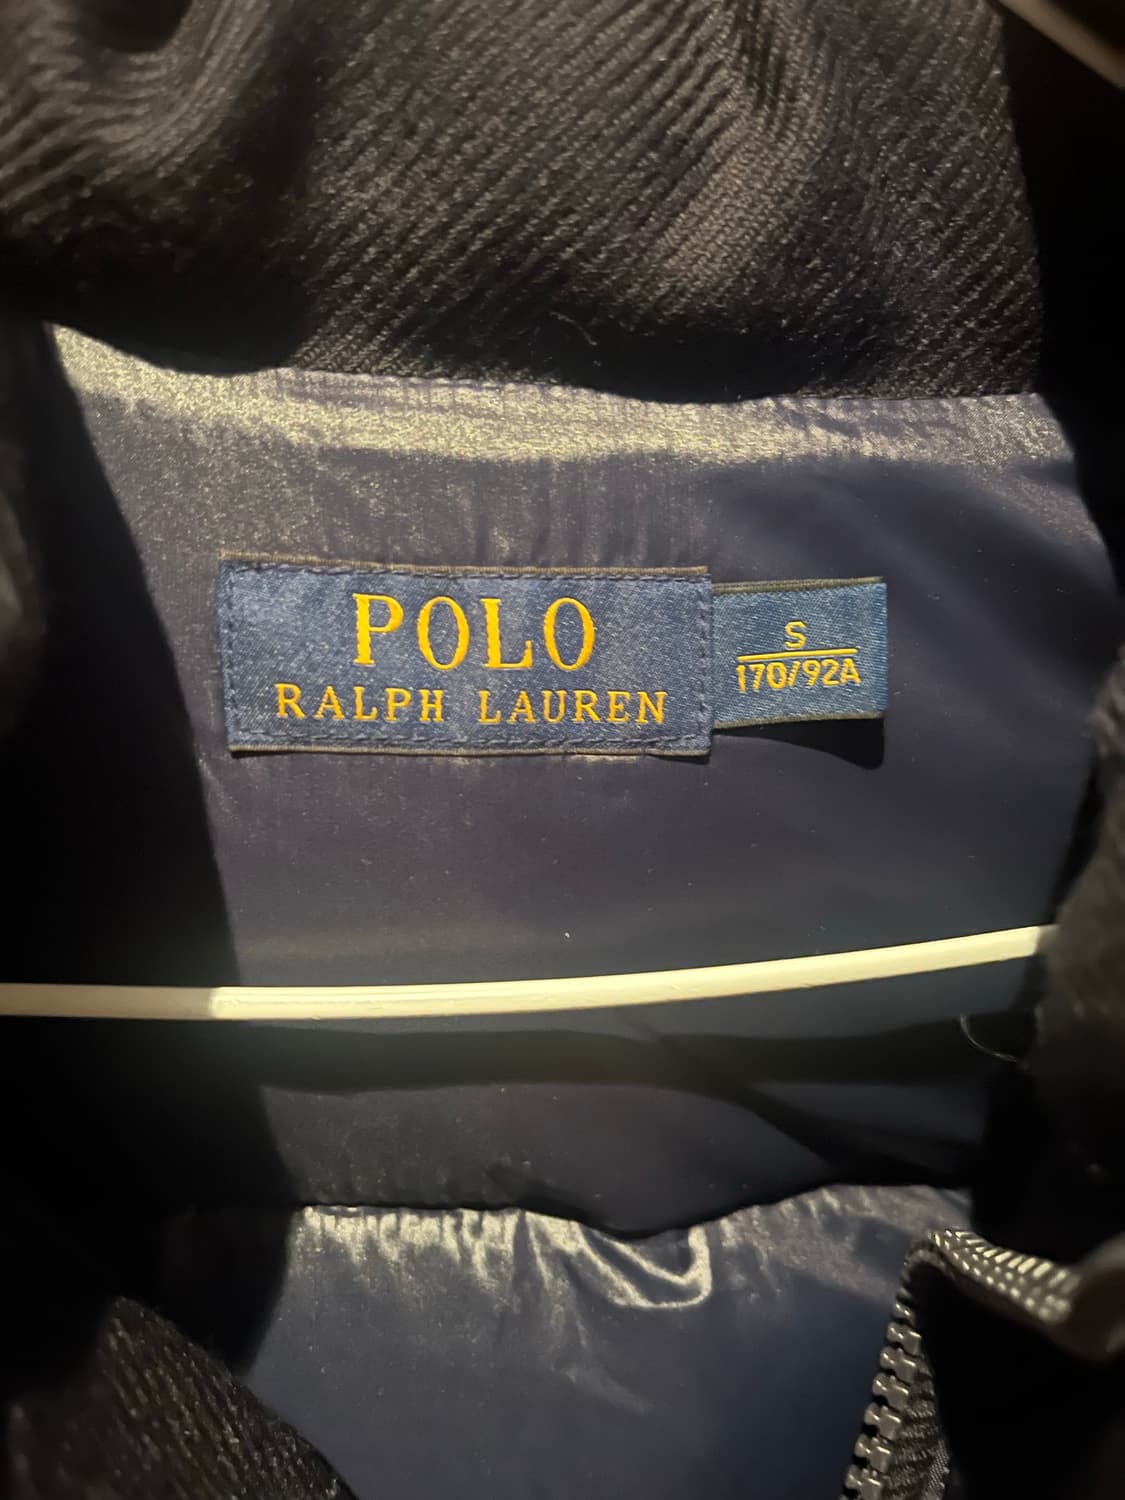 POLO
RALPH LAUREN
S
170/92A